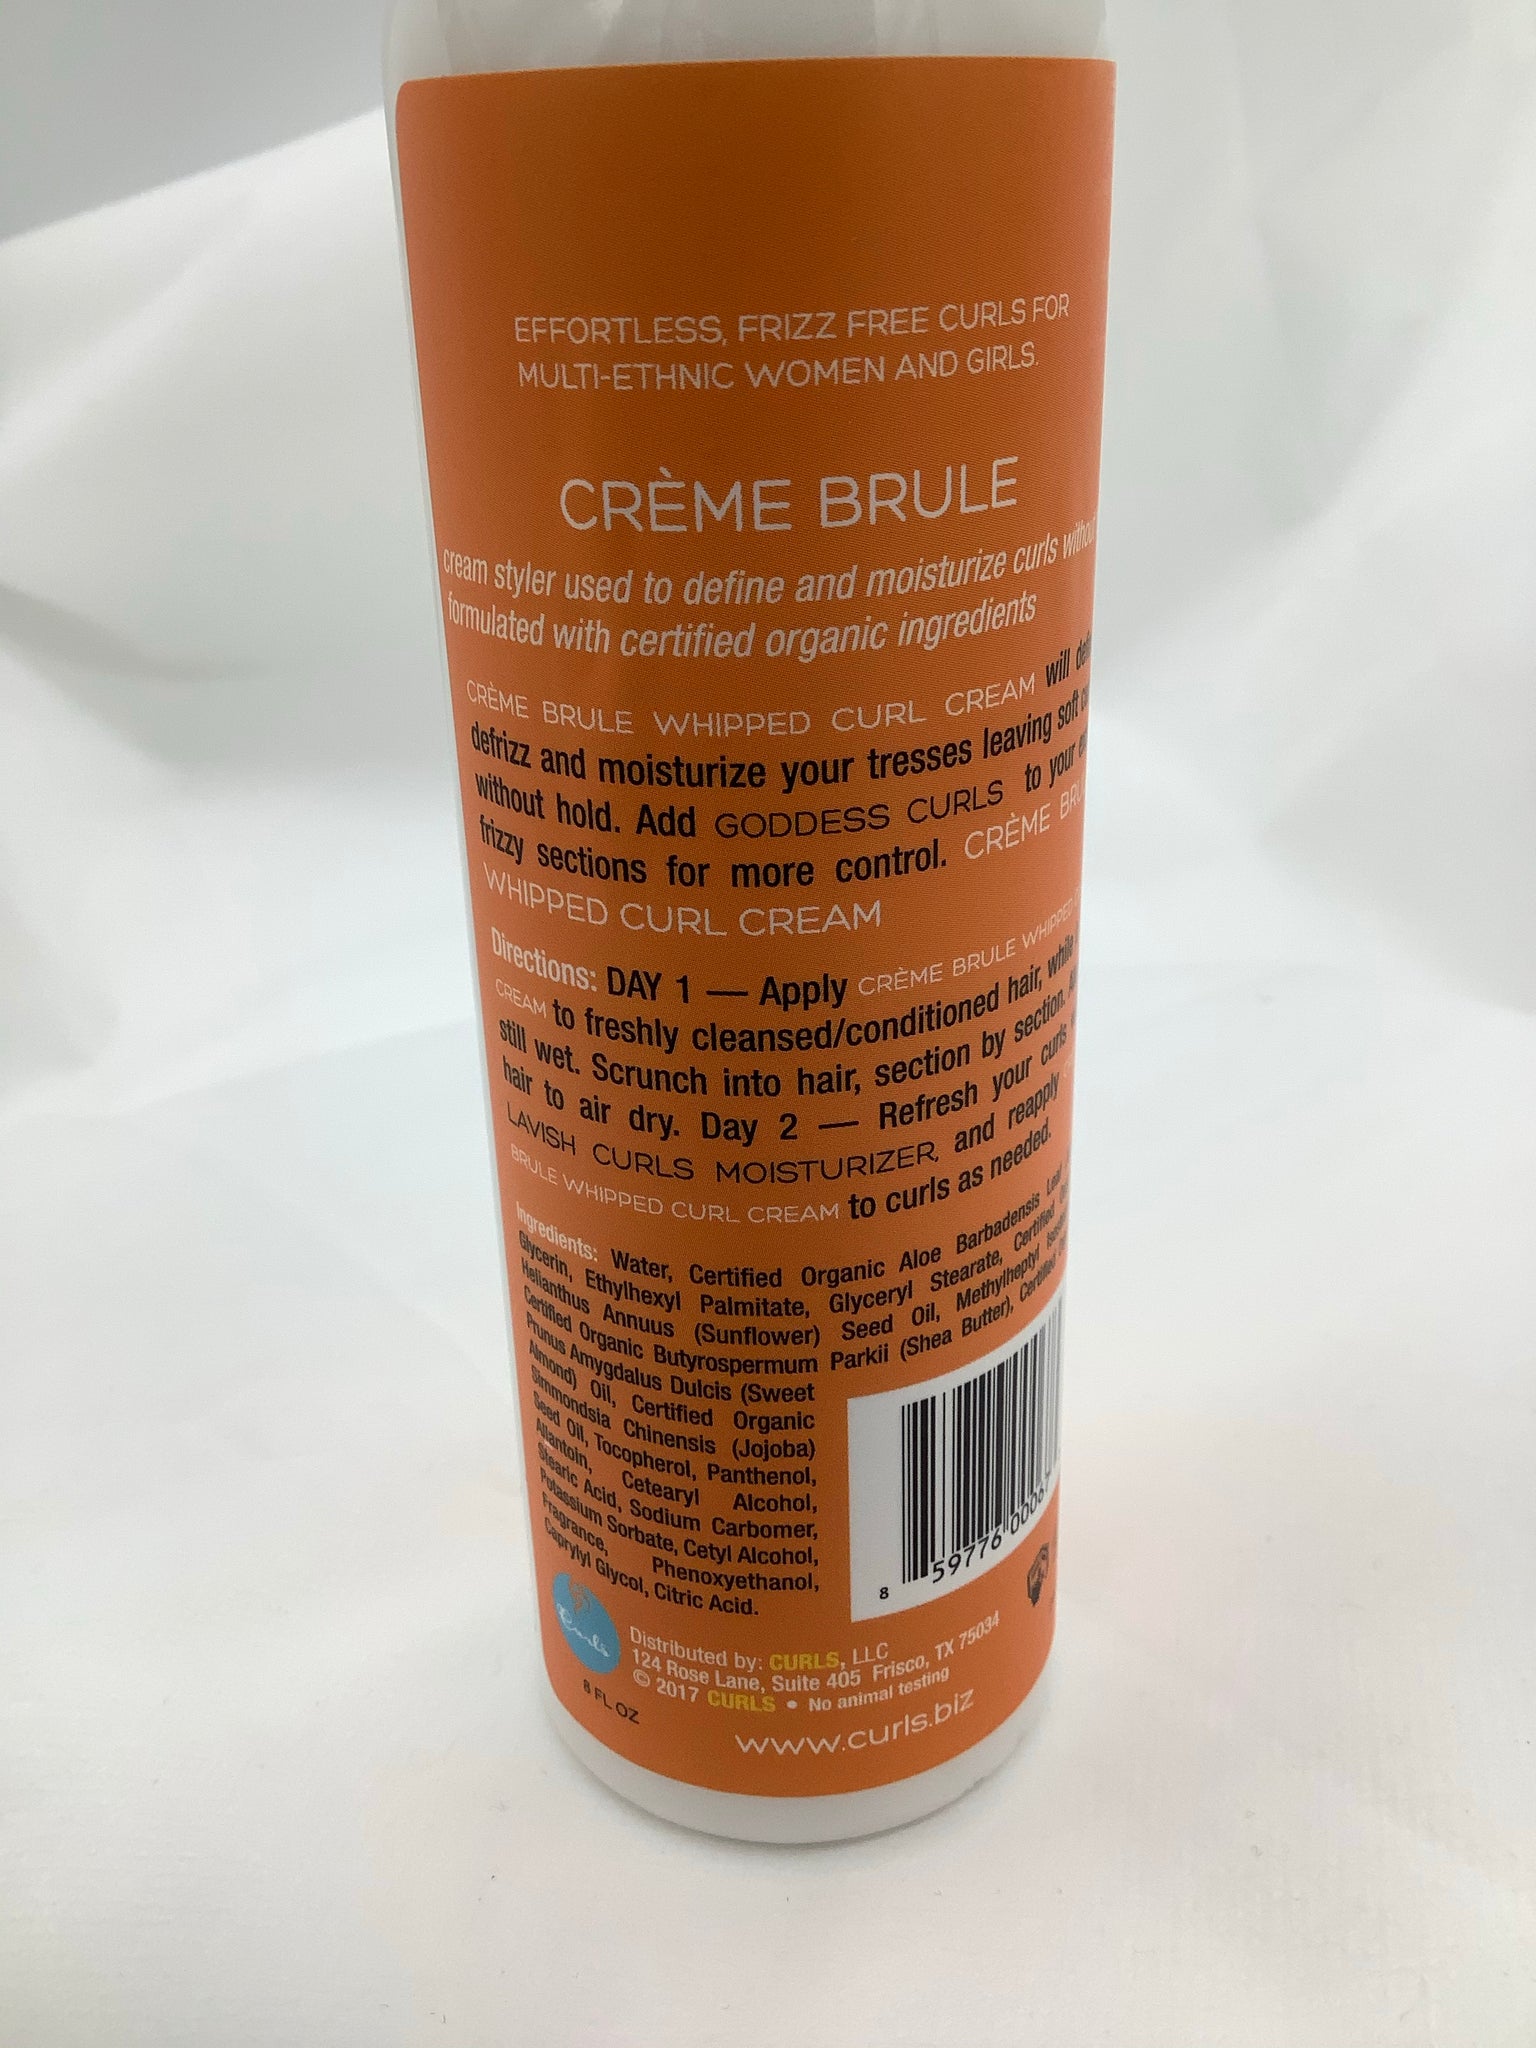 EFFORTLESS, FRIZZ FREE CURLS FOR
MULTI-ETHNIC WOMEN AND GIRLS.
CRÈME BRULE
cream styler used to define and moisturize curls without
formulated with certified organic ingredients
CRÈME BRULE WHIPPED CURL CREAM will
defrizz and moisturize your tresses leaving soft
without hold. Add GODDESS CURLS to your
frizzy sections for more control. CRÈME
WHIPPED CURL CREAM
Directions: DAY 1 — Apply CRÈME BRULE WHIPPED
CREAM to freshly cleansed/conditioned hair, while
still wet. Scrunch into hair, section by section.
hair to air dry. Day 2 — Refresh your curls
LAVISH CURLS MOISTURIZER, and reapply
BRULE WHIPPED CURL CREAM to curls as needed.
Ingredients: Water, Certified Organic Aloe Barbadensis Leaf
Glycerin, Ethylhexyl Palmitate, Glyceryl Stearate, Certified
Helianthus Annuus (Sunflower) Seed Oil, Methylheptyl
Certified Organic Butyrospermum Parkii (Shea Butter), Certified
Prunus Amygdalus Dulcis (Sweet
Almond) Oil, Certified Organic
Simmondsia Chinensis (Jojoba)
Seed Oil, Tocopherol, Panthenol,
Allantoin, Cetearyl Alcohol,
Stearic Acid, Sodium Carbomer,
Potassium Sorbate, Cetyl Alcohol,
Fragrance, Phenoxyethanol,
Caprylyl Glycol, Citric Acid.
8 59776 00067
Curls
Distributed by: CURLS, LLC
124 Rose Lane, Suite 405 Frisco, TX 75034
© 2017 CURLS • No animal testing
8 FL OZ
www.curls.biz